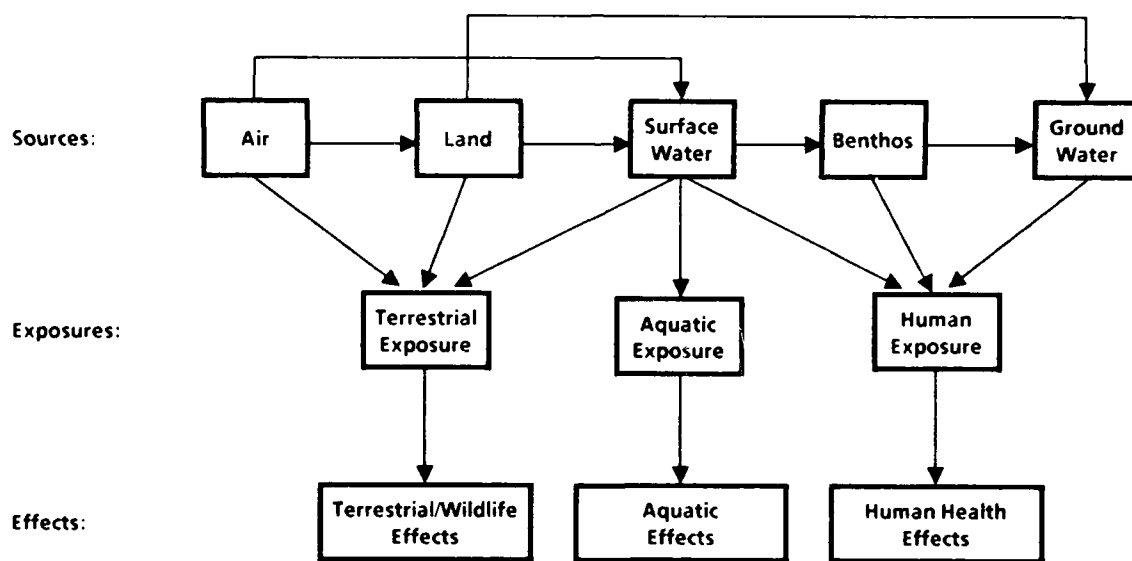 Sources:
Air
Land
Surface
Water
Benthos
Ground
Water
Exposures:
Terrestrial
Exposure
Aquatic
Exposure
Human
Exposure
Effects:
Terrestrial/Wildlife
Effects
Aquatic
Effects
Human Health
Effects